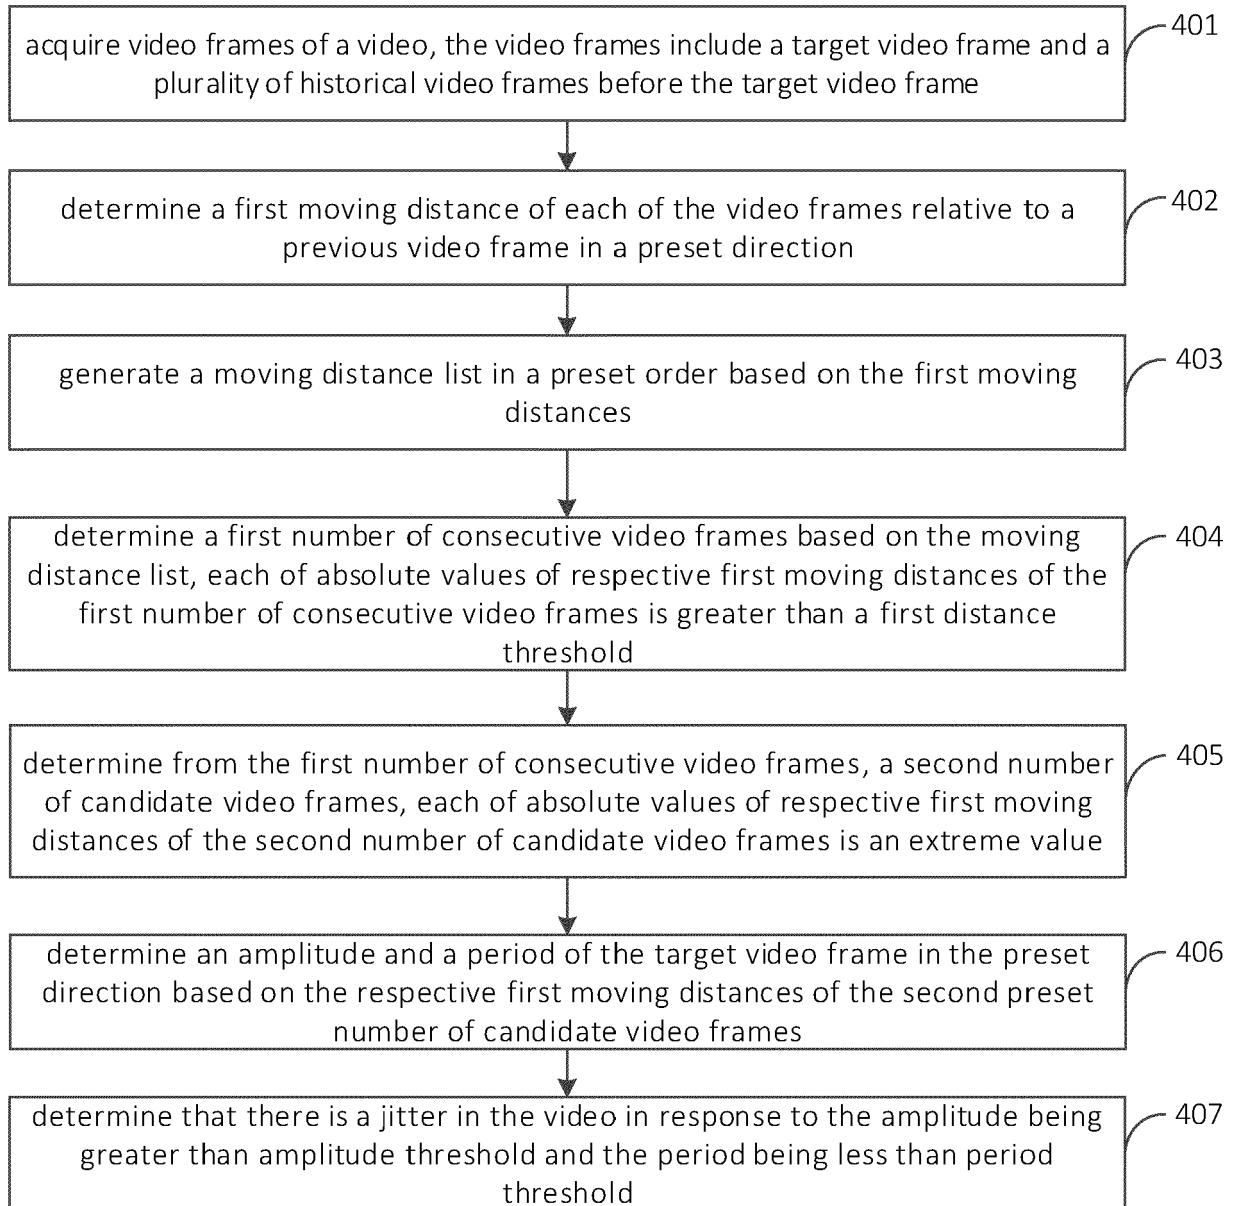 acquire video frames of a video, the video frames include a target video frame and a
plurality of historical video frames before the target video frame
401
determine a first moving distance of each of the video frames relative to a
previous video frame in a preset direction
402
generate a moving distance list in a preset order based on the first moving
distances
403
determine a first number of consecutive video frames based on the moving
distance list, each of absolute values of respective first moving distances of the
first number of consecutive video frames is greater than a first distance
threshold
404
determine from the first number of consecutive video frames, a second number
of candidate video frames, each of absolute values of respective first moving
distances of the second number of candidate video frames is an extreme value
405
determine an amplitude and a period of the target video frame in the preset
direction based on the respective first moving distances of the second preset
number of candidate video frames
406
determine that there is a jitter in the video in response to the amplitude being
greater than amplitude threshold and the period being less than period
threshold
407